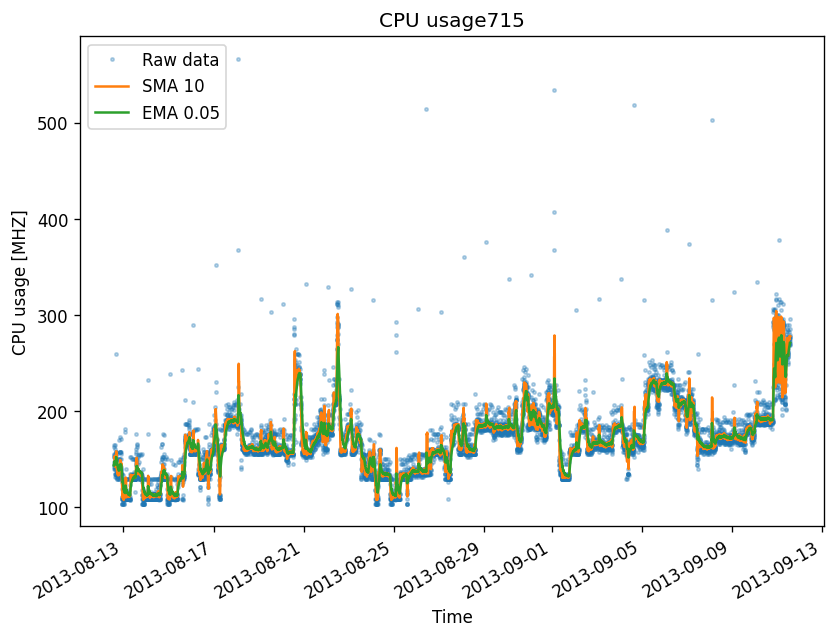 CPU usage715
Raw data
SMA 10
EMA 0.05
500
400
300
200
100
CPU usage [MHZ]
2013-08-13
2013-08-17
2013-08-21
2013-08-25
2013-08-29
2013-09-01
2013-09-05
2013-09-09
2013-09-13
Time